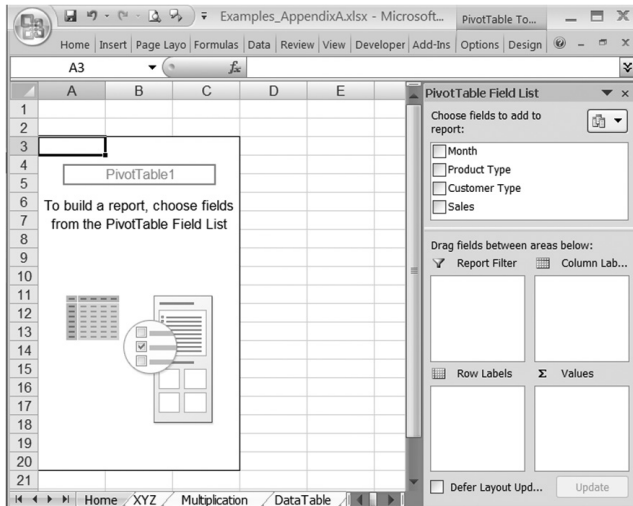 Examples_AppendixA.xlsx - Microsoft...
PivotTable To...
Home Insert Page Layo Formulas Data Review View Developer Add-Ins Options Design
A3 fx
A B C D E
PivotTable Field List
Choose fields to add to
report:
Month
Product Type
Customer Type
Sales
Drag fields between areas below:
Report Filter Column Lab...
Row Labels Σ Values
Defer Layout Upd... Update
1
2
3
4
5
6
7
8
9
10
11
12
13
14
15
16
17
18
19
20
21
PivotTable1
To build a report, choose fields
from the PivotTable Field List
Home XYZ Multiplication DataTable